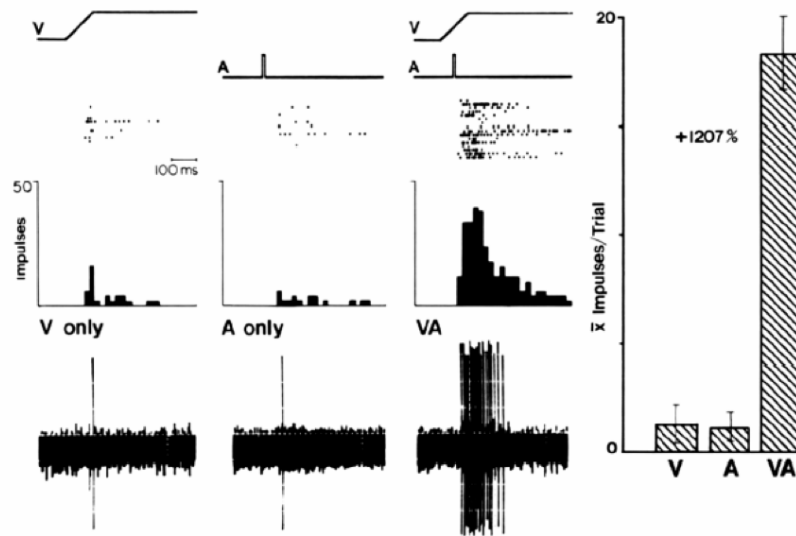 V
V
20
A
A
+1207%
100 ms
50
Impulses
x̄ Impulses/Trial
V only
A only
VA
0
V
A
VA